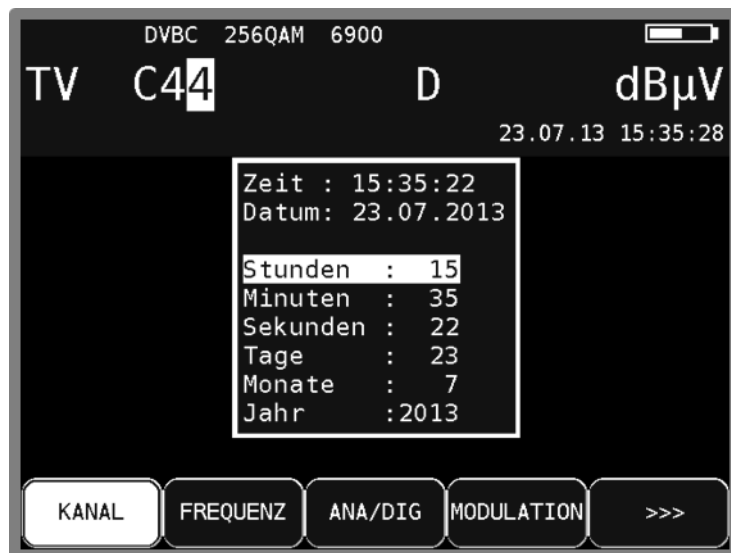 DVBC 256QAM 6900
TV C44 D dBµV
23.07.13 15:35:28
Zeit : 15:35:22
Datum: 23.07.2013
Stunden : 15
Minuten : 35
Sekunden : 22
Tage : 23
Monate : 7
Jahr :2013
KANAL FREQUENZ ANA/DIG MODULATION >>>